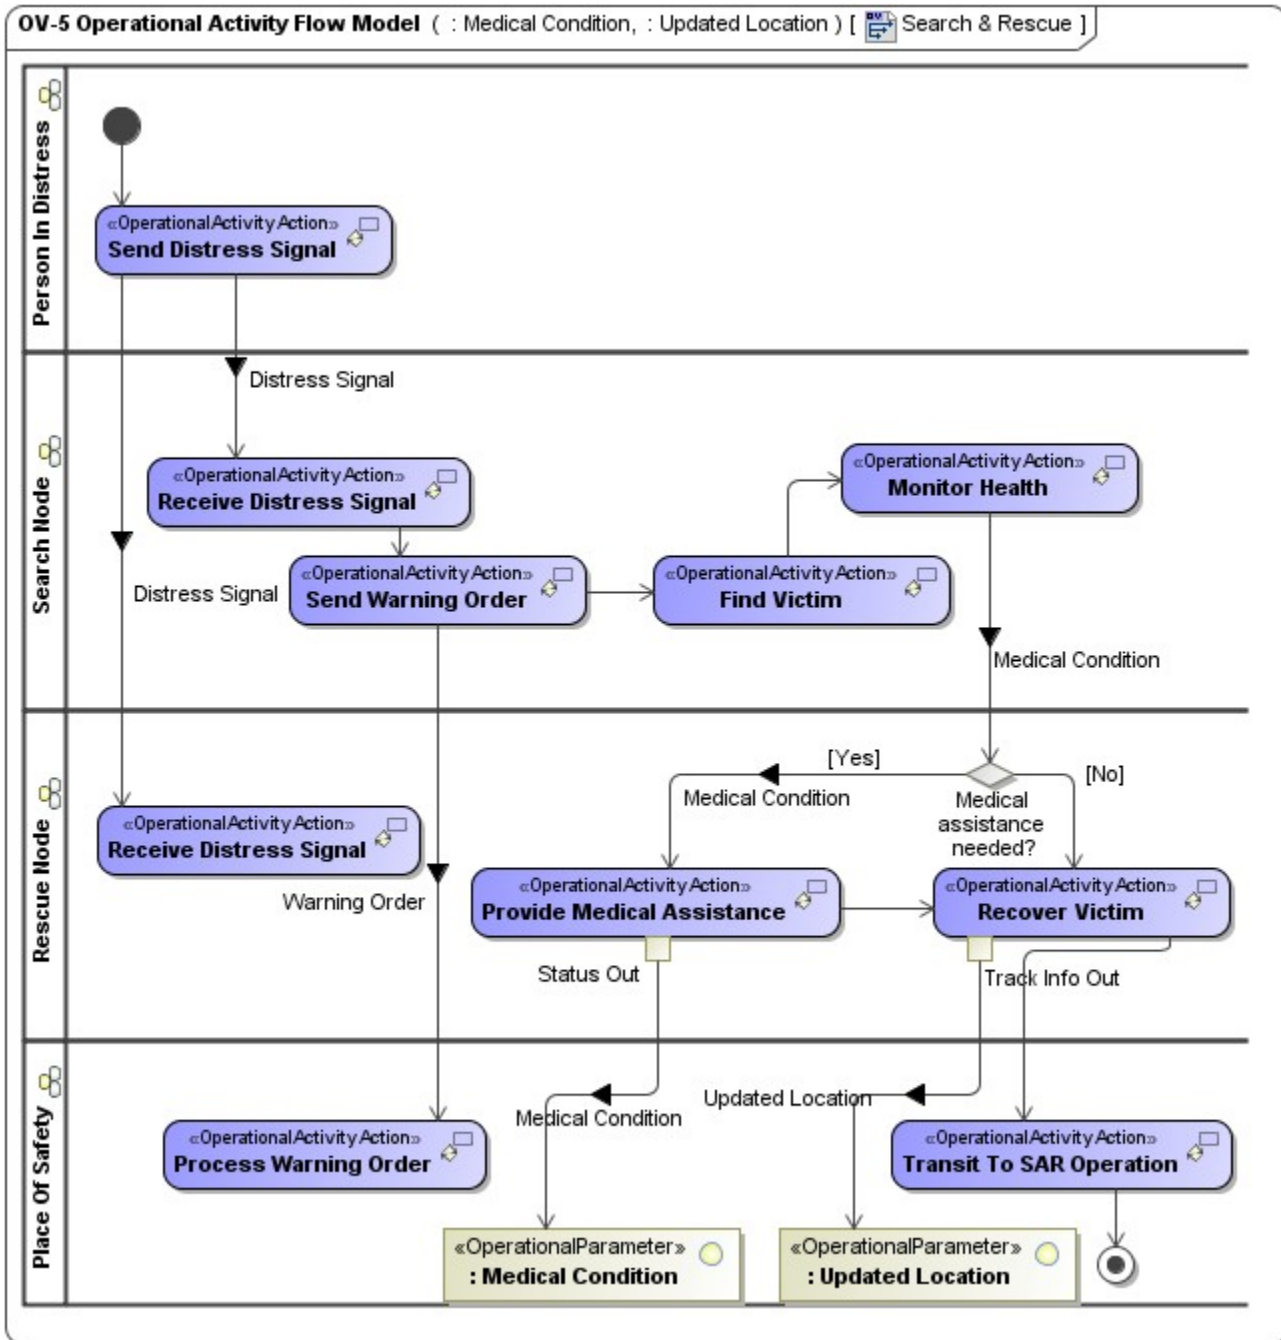 OV-5 Operational Activity Flow Model ( : Medical Condition, : Updated Location ) [ Search & Rescue ]
Person In Distress
«OperationalActivityAction»
Send Distress Signal
Distress Signal
Search Node
«OperationalActivityAction»
Receive Distress Signal
«OperationalActivityAction»
Monitor Health
Distress Signal
«OperationalActivityAction»
Send Warning Order
«OperationalActivityAction»
Find Victim
Medical Condition
Rescue Node
[Yes]
[No]
Medical Condition
Medical
assistance
needed?
«OperationalActivityAction»
Receive Distress Signal
Warning Order
«OperationalActivityAction»
Provide Medical Assistance
«OperationalActivityAction»
Recover Victim
Status Out
Track Info Out
Place Of Safety
Medical Condition
Updated Location
«OperationalActivityAction»
Process Warning Order
«OperationalActivityAction»
Transit To SAR Operation
«OperationalParameter»
: Medical Condition
«OperationalParameter»
: Updated Location